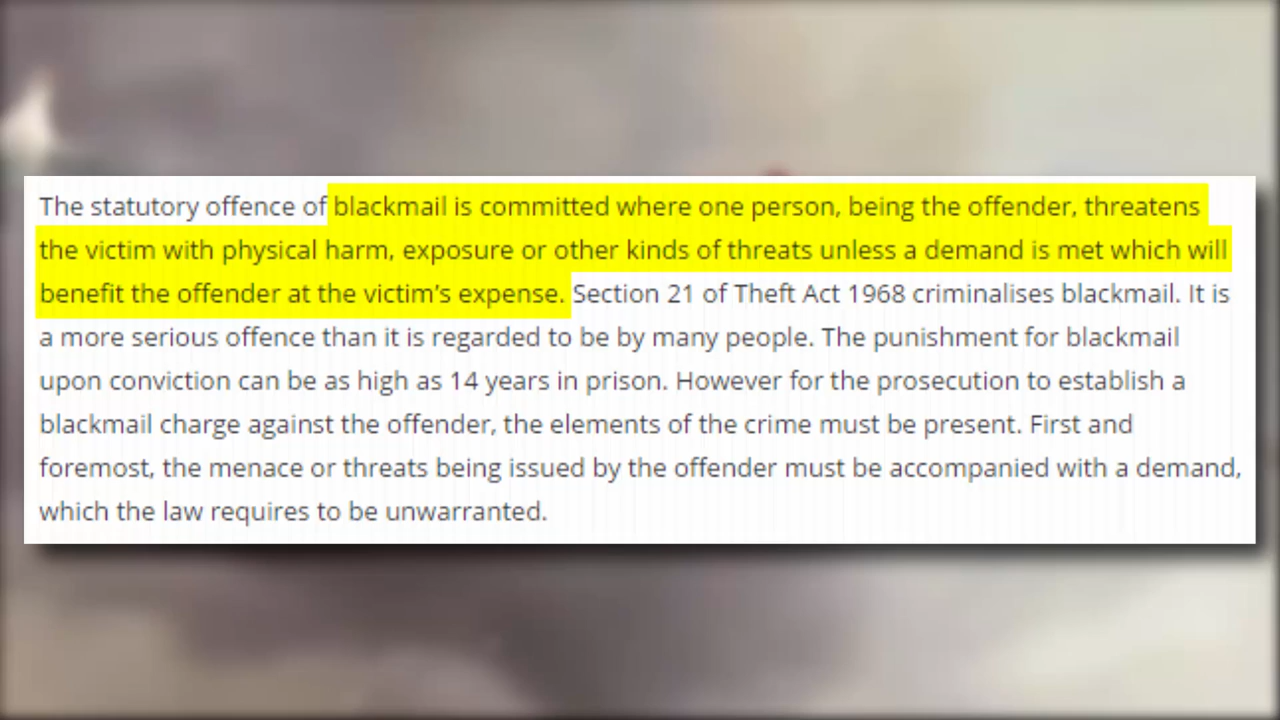 The statutory offence of blackmail is committed where one person, being the offender, threatens
the victim with physical harm, exposure or other kinds of threats unless a demand is met which will
benefit the offender at the victim's expense. Section 21 of Theft Act 1968 criminalises blackmail. It is
a more serious offence than it is regarded to be by many people. The punishment for blackmail
upon conviction can be as high as 14 years in prison. However for the prosecution to establish a
blackmail charge against the offender, the elements of the crime must be present. First and
foremost, the menace or threats being issued by the offender must be accompanied with a demand,
which the law requires to be unwarranted.